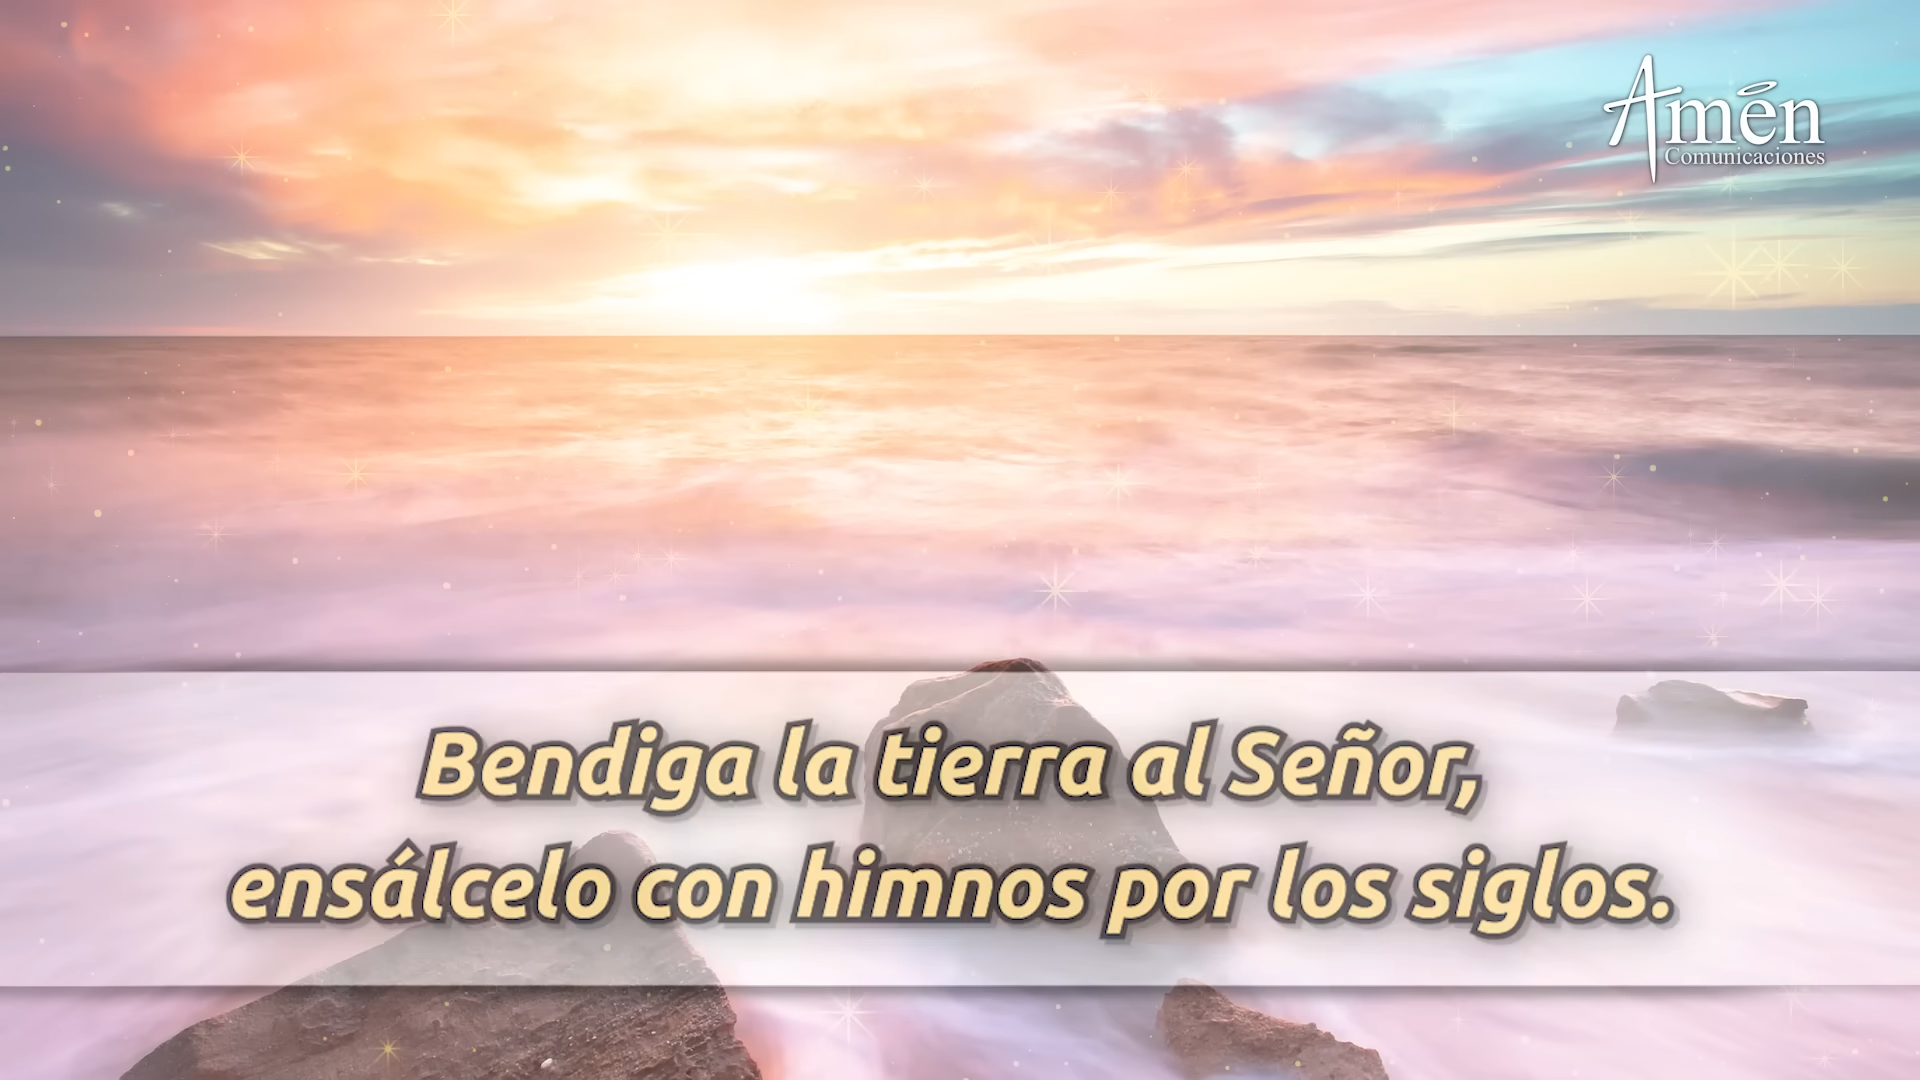 Amén
Comunicaciones
Bendiga la tierra al Señor,
ensálcelo con himnos por los siglos.